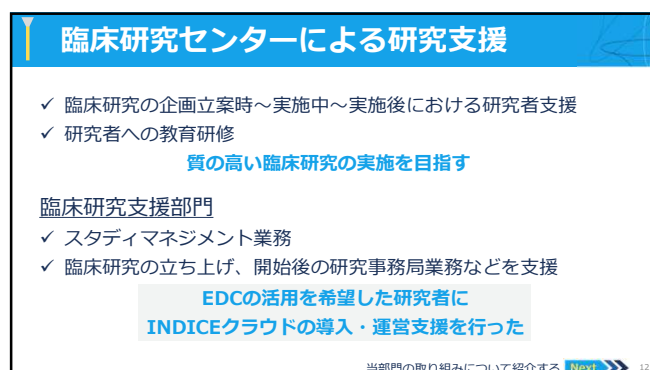 臨床研究センターによる研究支援
✓ 臨床研究の企画立案時～実施中～実施後における研究者支援
✓ 研究者への教育研修
質の高い臨床研究の実施を目指す
臨床研究支援部門
✓ スタディマネジメント業務
✓ 臨床研究の立ち上げ、開始後の研究事務局業務などを支援
EDCの活用を希望した研究者に
INDICEクラウドの導入・運営支援を行った
当部門の取り組みについて紹介する Next 12